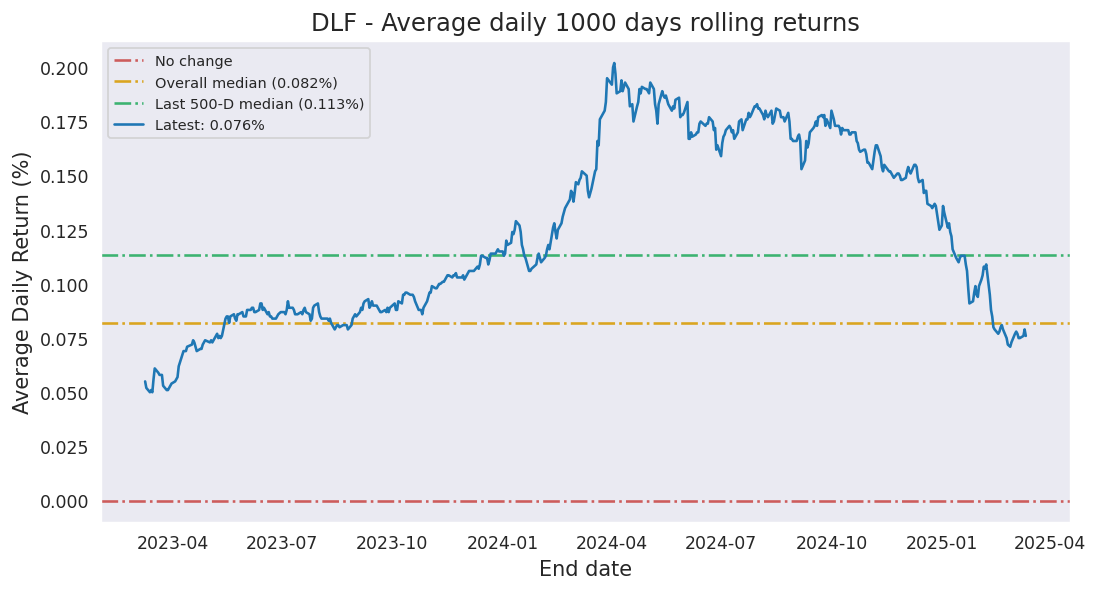 DLF - Average daily 1000 days rolling returns
No change
Overall median (0.082%)
Last 500-D median (0.113%)
Latest: 0.076%
Average Daily Return (%)
0.200
0.175
0.150
0.125
0.100
0.075
0.050
0.025
0.000
2023-04 2023-07 2023-10 2024-01 2024-04 2024-07 2024-10 2025-01 2025-04
End date